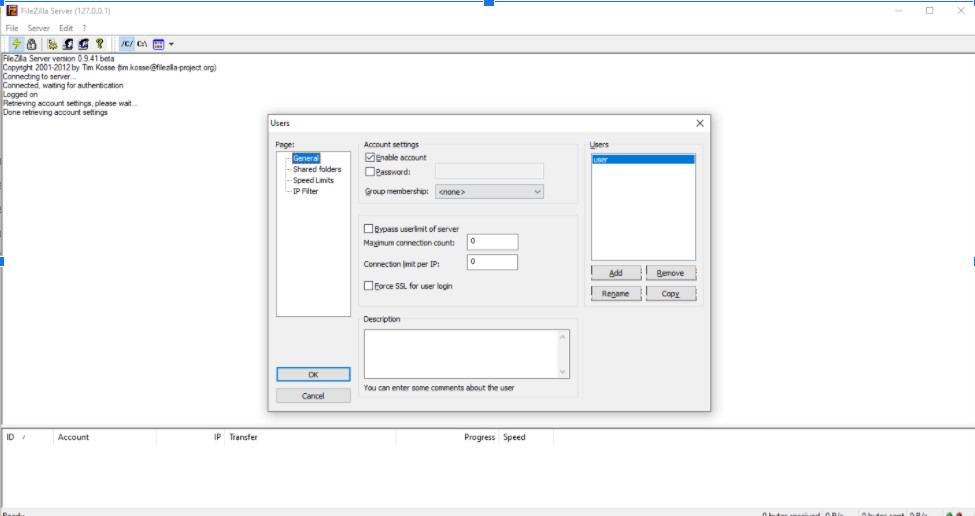 FileZilla Server (127.0.0.1)
File Server Edit ?
/C/ C:\
FileZilla Server version 0.9.41 beta
Copyright 2001-2012 by Tim Kosse (tim.kosse@filezilla-project.org)
Connecting to server...
Connected, waiting for authentication
Logged on
Retrieving account settings, please wait...
Done retrieving account settings
Users
Page:
General
Shared folders
Speed Limits
IP Filter
OK
Cancel
Account settings
Enable account
Password:
Group membership: <none>
Bypass userlimit of server
Maximum connection count: 0
Connection limit per IP: 0
Force SSL for user login
Description
You can enter some comments about the user
Users
user
Add Remove
Rename Copy
ID / Account IP Transfer Progress Speed
Ready 0 bytes received 0 B/s 0 bytes sent 0 B/s